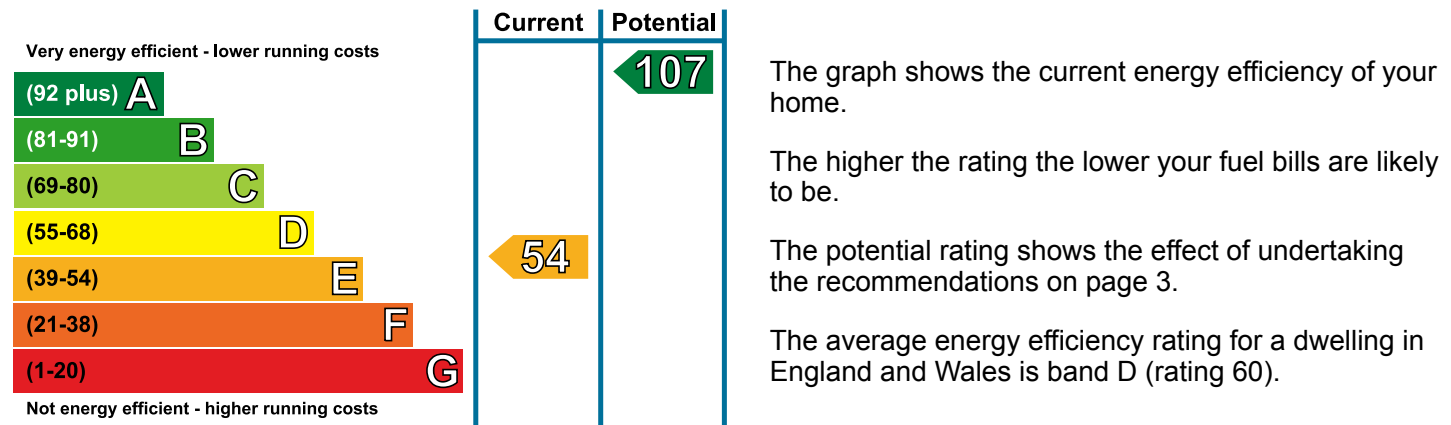 Current Potential
Very energy efficient - lower running costs
107
(92 plus) A
(81-91) B
(69-80) C
(55-68) D
54
(39-54) E
(21-38) F
(1-20) G
Not energy efficient - higher running costs
The graph shows the current energy efficiency of your
home.
The higher the rating the lower your fuel bills are likely
to be.
The potential rating shows the effect of undertaking
the recommendations on page 3.
The average energy efficiency rating for a dwelling in
England and Wales is band D (rating 60).